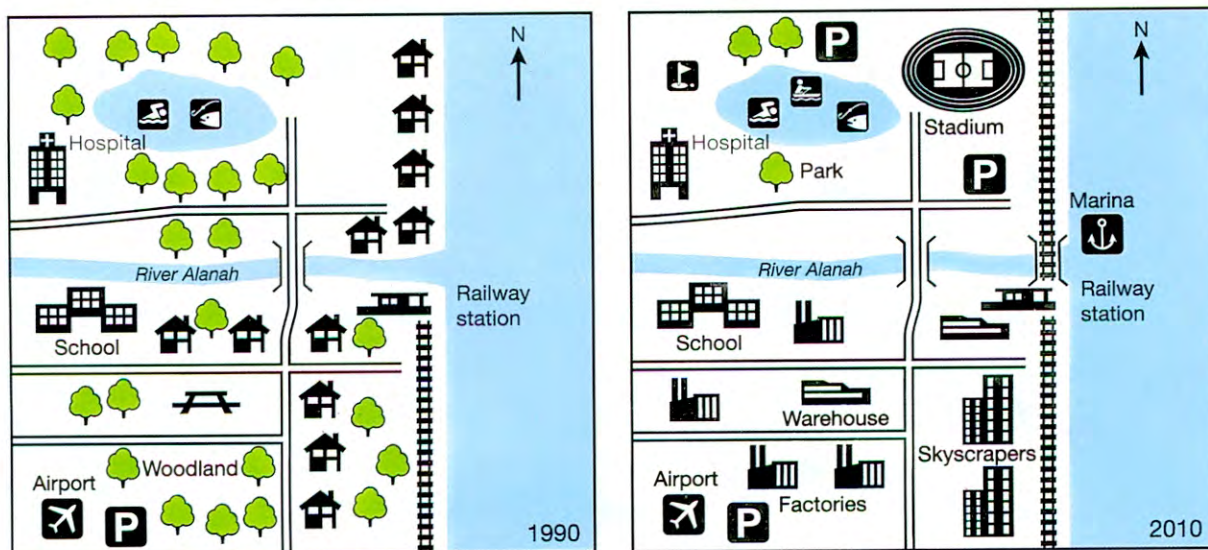 N
Hospital
River Alanah
Railway
station
School
Woodland
Airport
P
1990
P
N
Stadium
Hospital
Park
P
Marina
River Alanah
Railway
station
School
Warehouse
Skyscrapers
Airport
P
Factories
2010